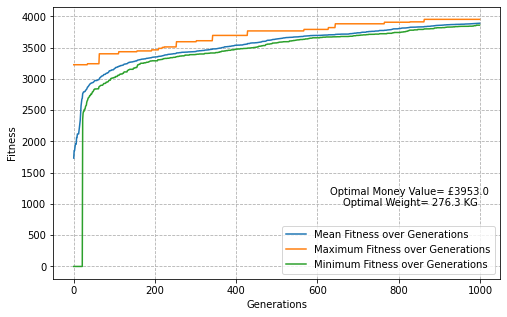 4000
3500
3000
2500
2000
1500
1000
500
0
Fitness
Optimal Money Value= £3953.0
Optimal Weight= 276.3 KG
Mean Fitness over Generations
Maximum Fitness over Generations
Minimum Fitness over Generations
0 200 400 600 800 1000
Generations